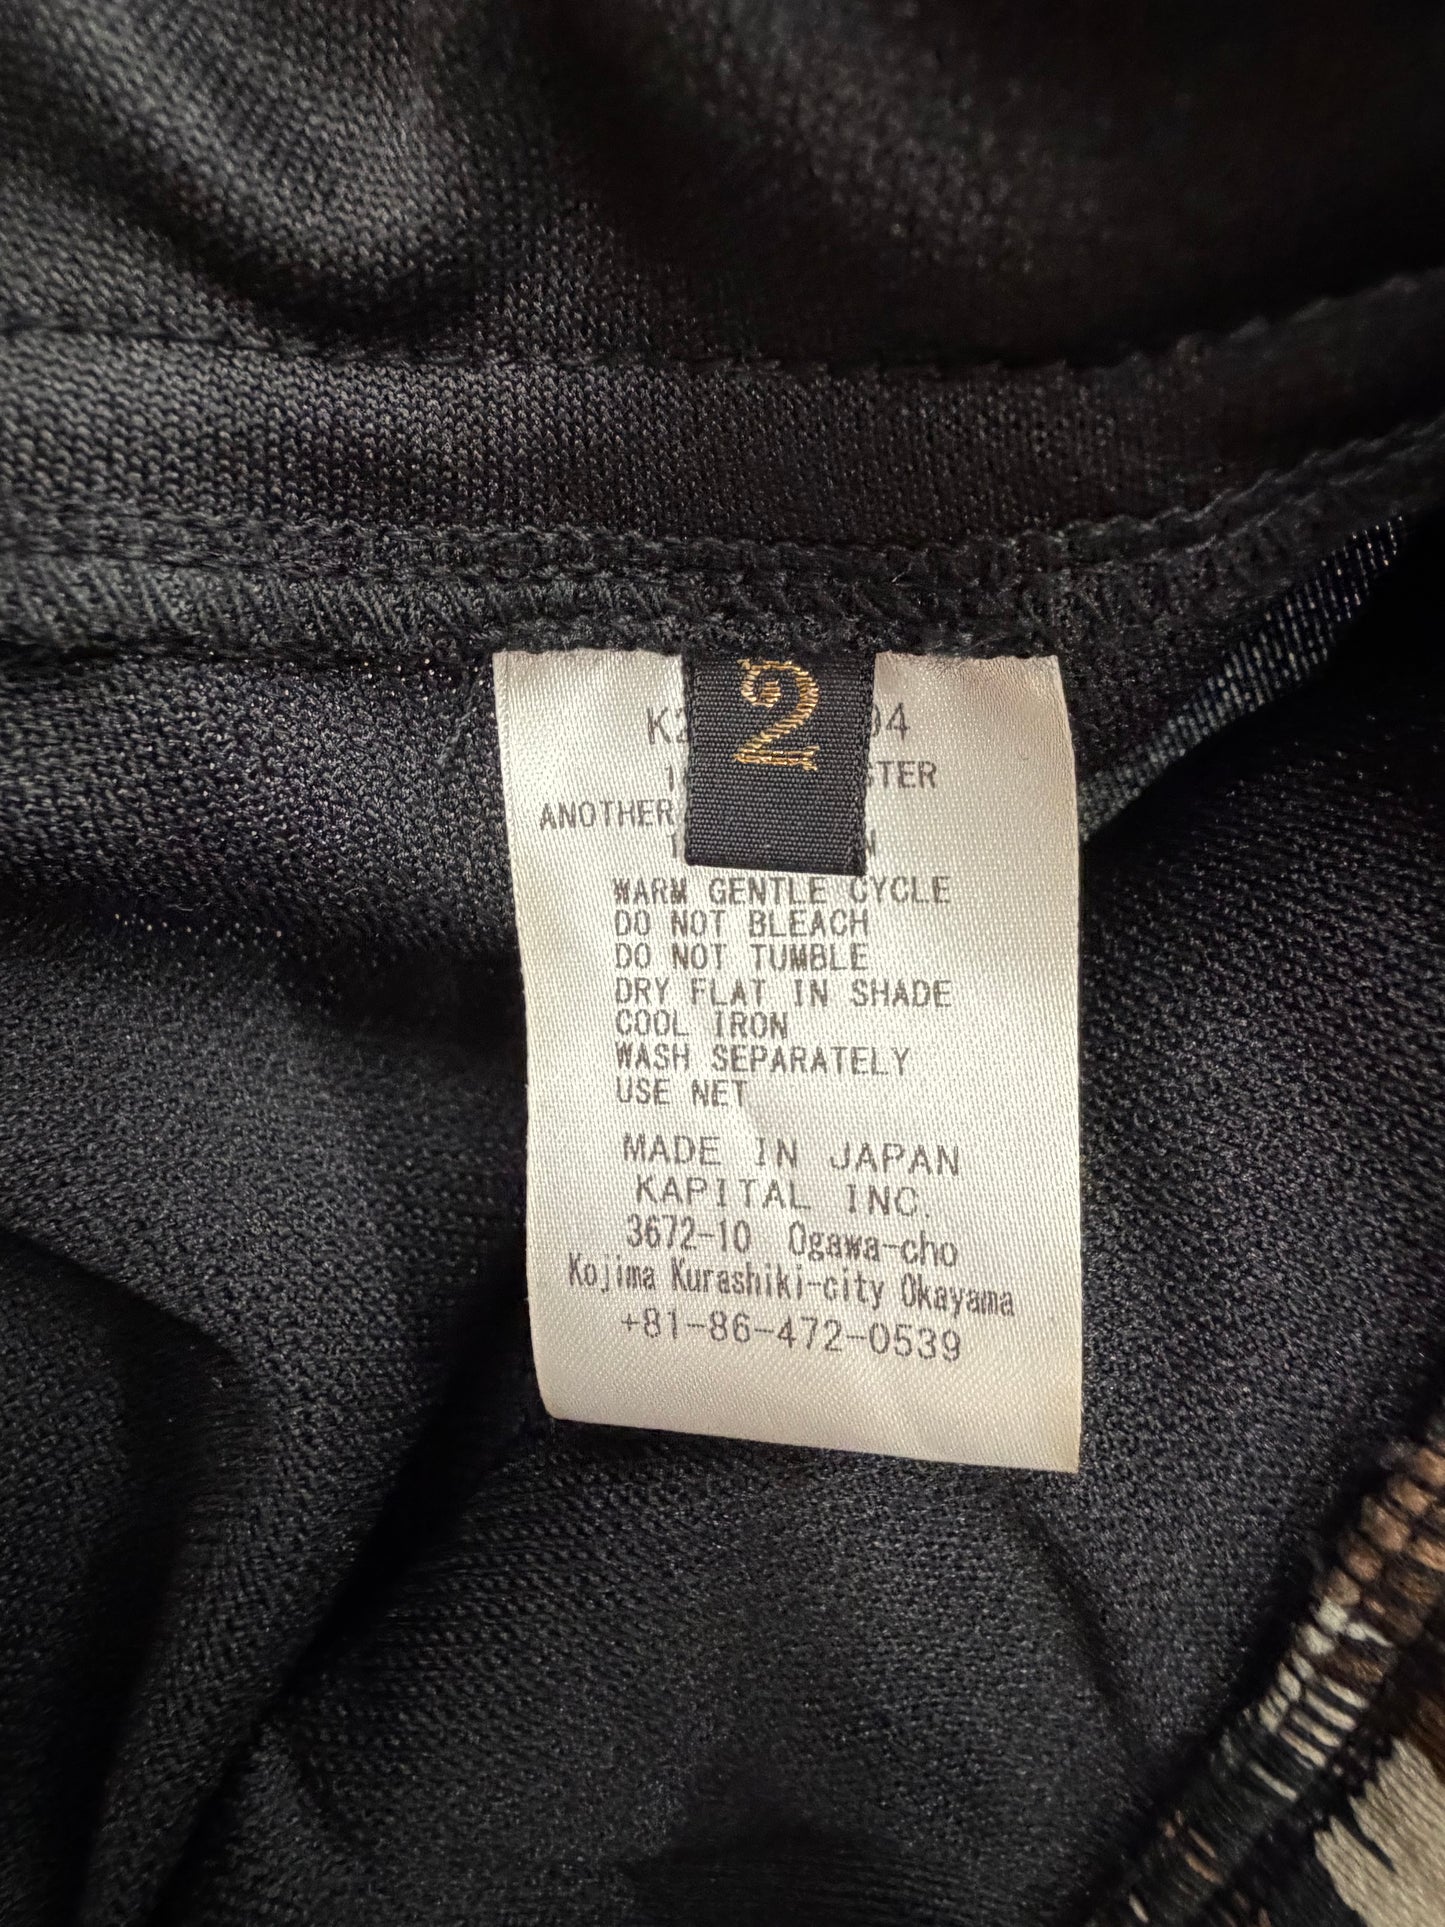 2
ANOTHER
WARM GENTLE CYCLE
DO NOT BLEACH
DO NOT TUMBLE
DRY FLAT IN SHADE
COOL IRON
WASH SEPARATELY
USE NET
MADE IN JAPAN
KAPITAL INC.
3672-10 Ogawa-cho
Kojima Kurashiki-city Okayama
+81-86-472-0539